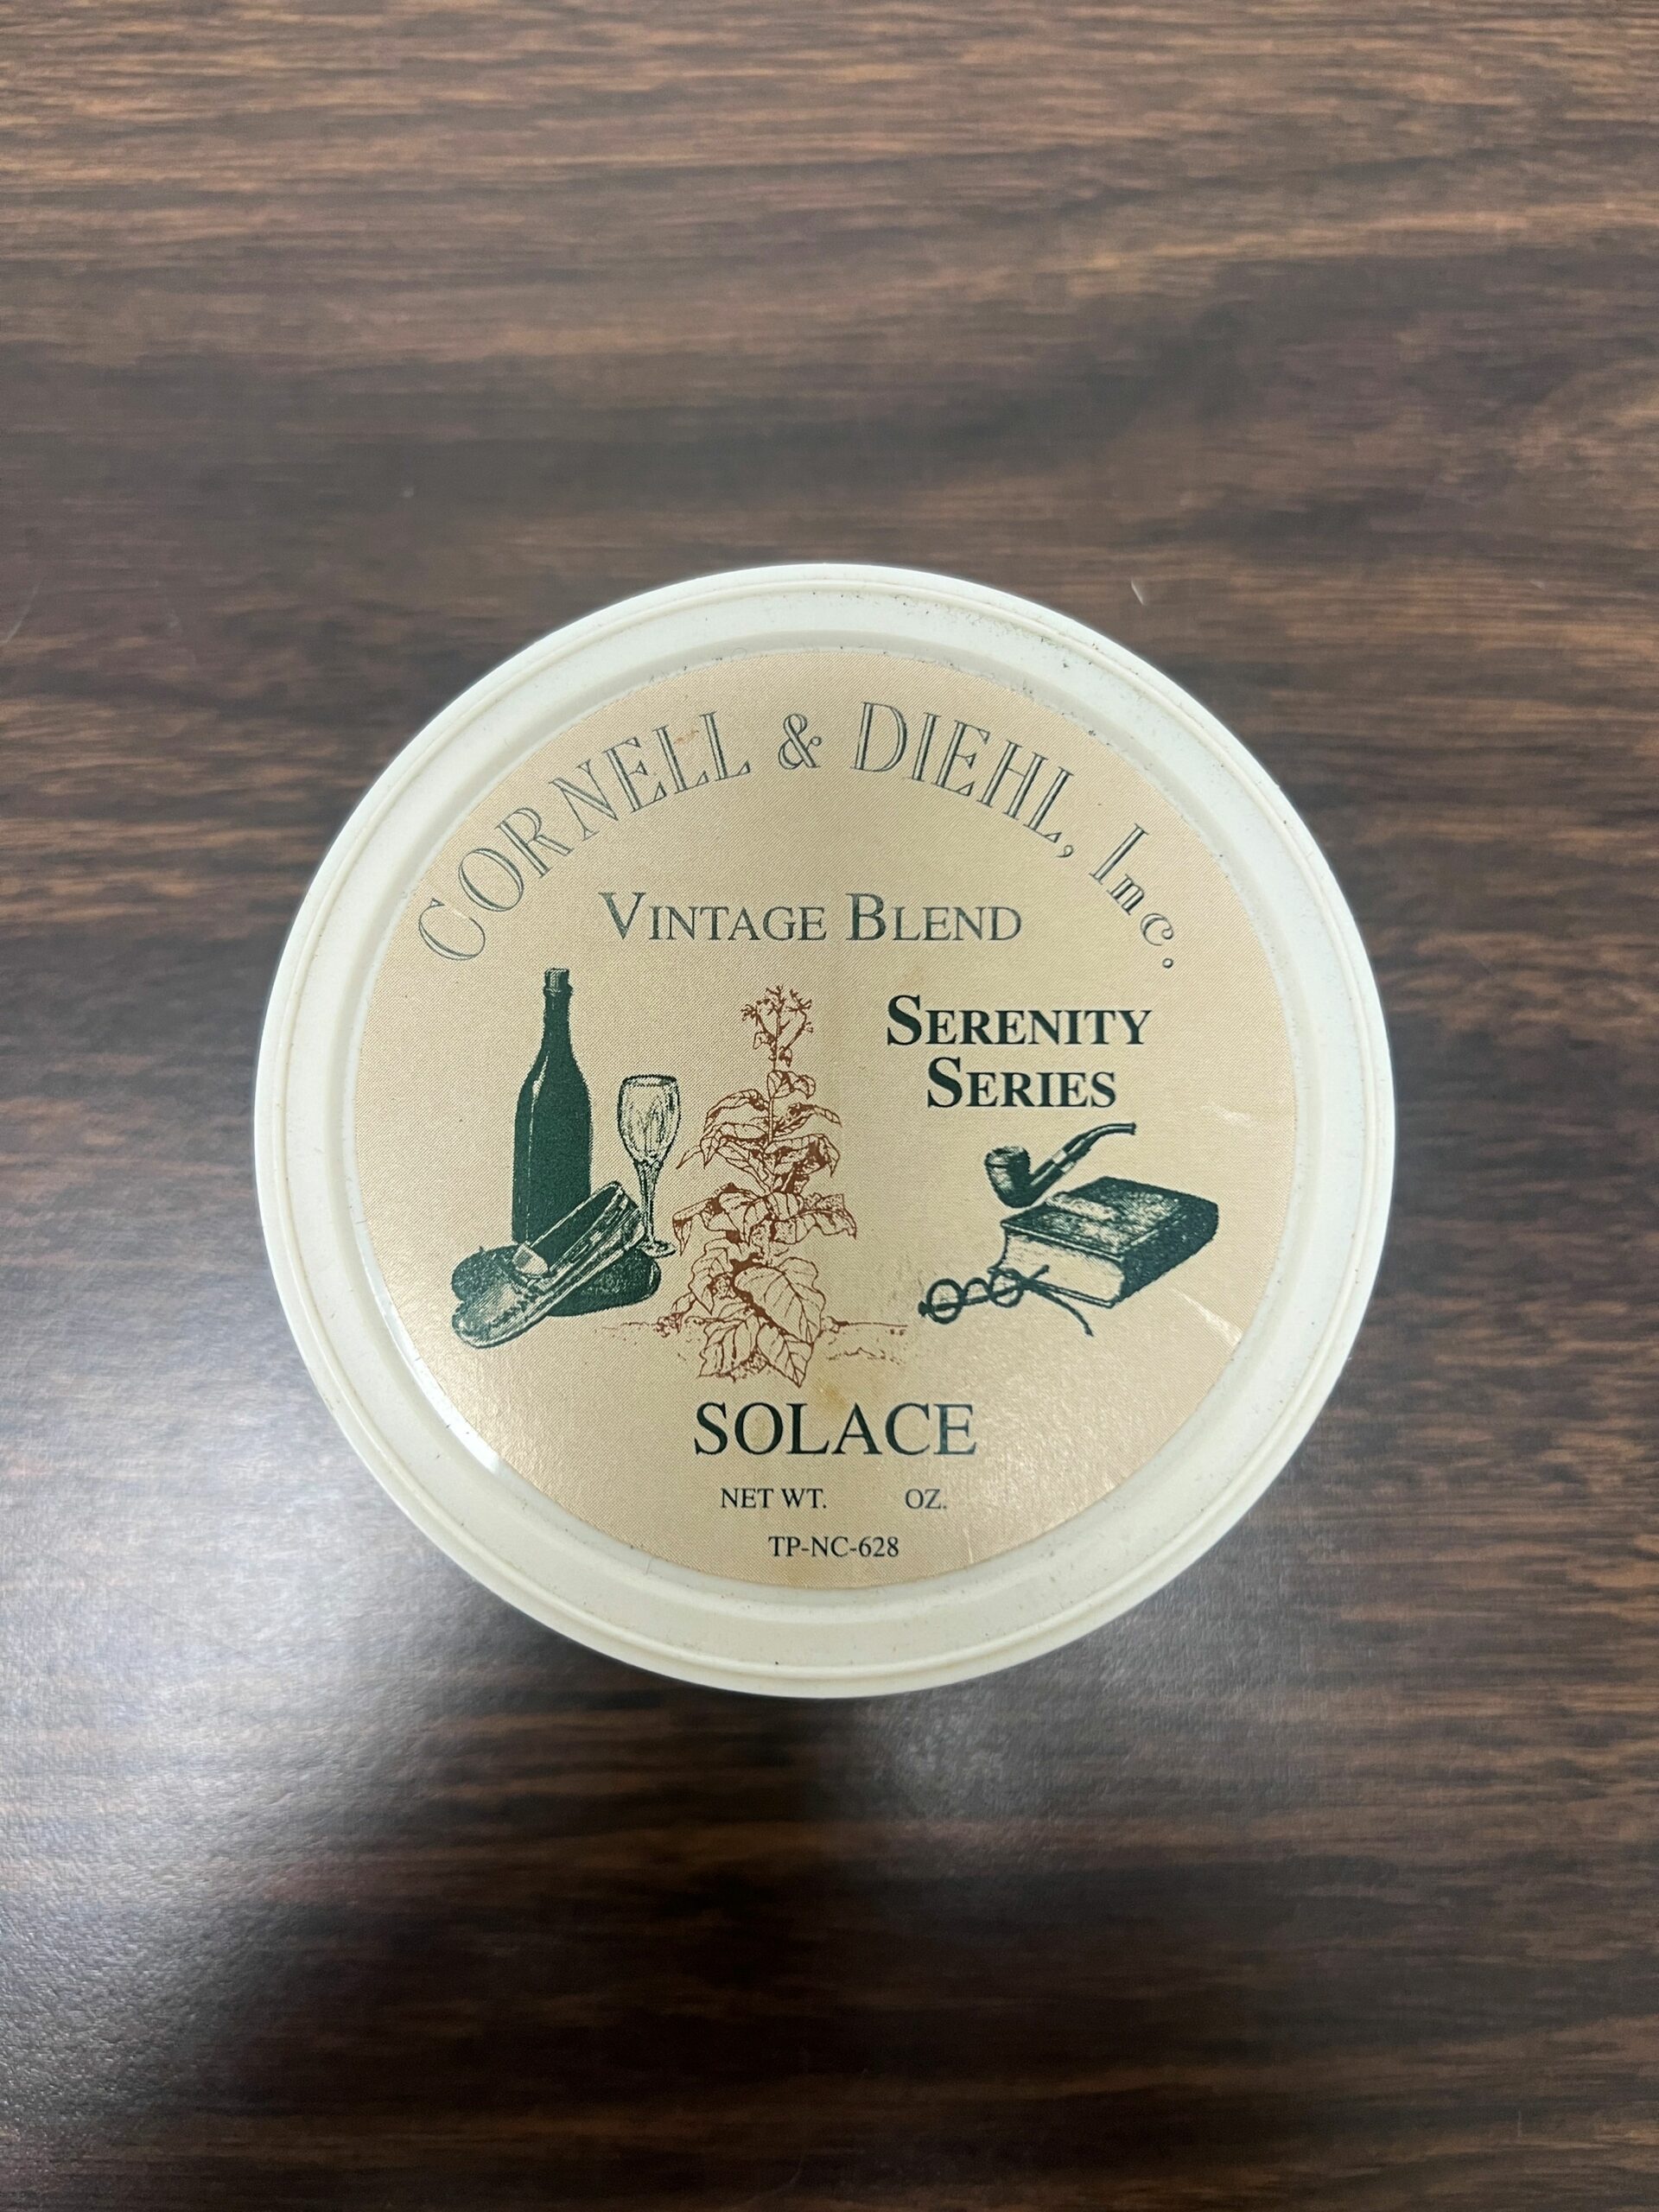 CORNELL & DIEHL, Inc.
VINTAGE BLEND
SERENITY
SERIES
SOLACE
NET WT. OZ.
TP-NC-628